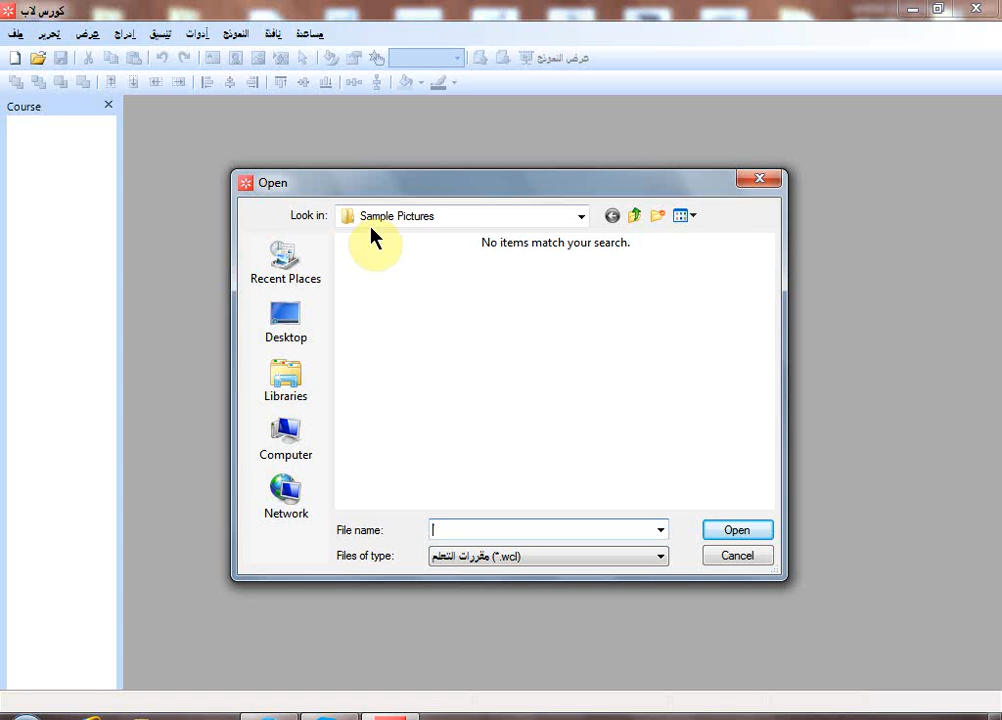 كورس لاب
ملف تحرير عرض إدراج تنسيق أدوات النموذج نافذة مساعدة
عرض النموذج
Course
Open
Look in: Sample Pictures
No items match your search.
Recent Places
Desktop
Libraries
Computer
Network
File name:
Open
Files of type: مقررات التعلم (*.wcl)
Cancel